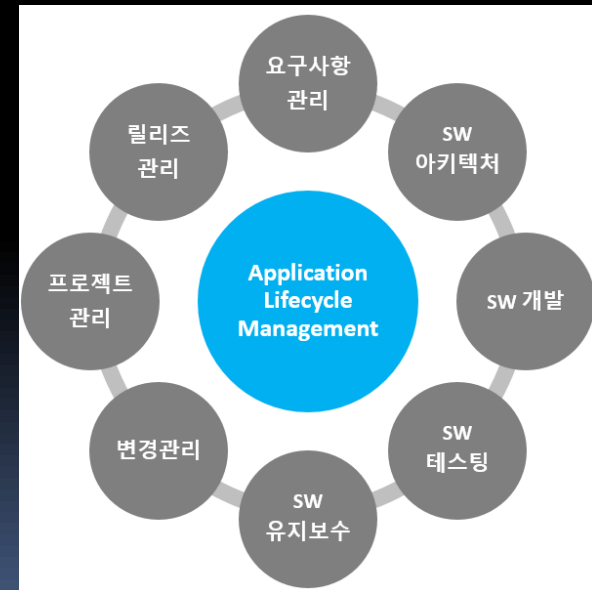 요구사항
관리
SW
아키텍처
SW 개발
SW
테스팅
SW
유지보수
변경관리
프로젝트
관리
릴리즈
관리
Application
Lifecycle
Management